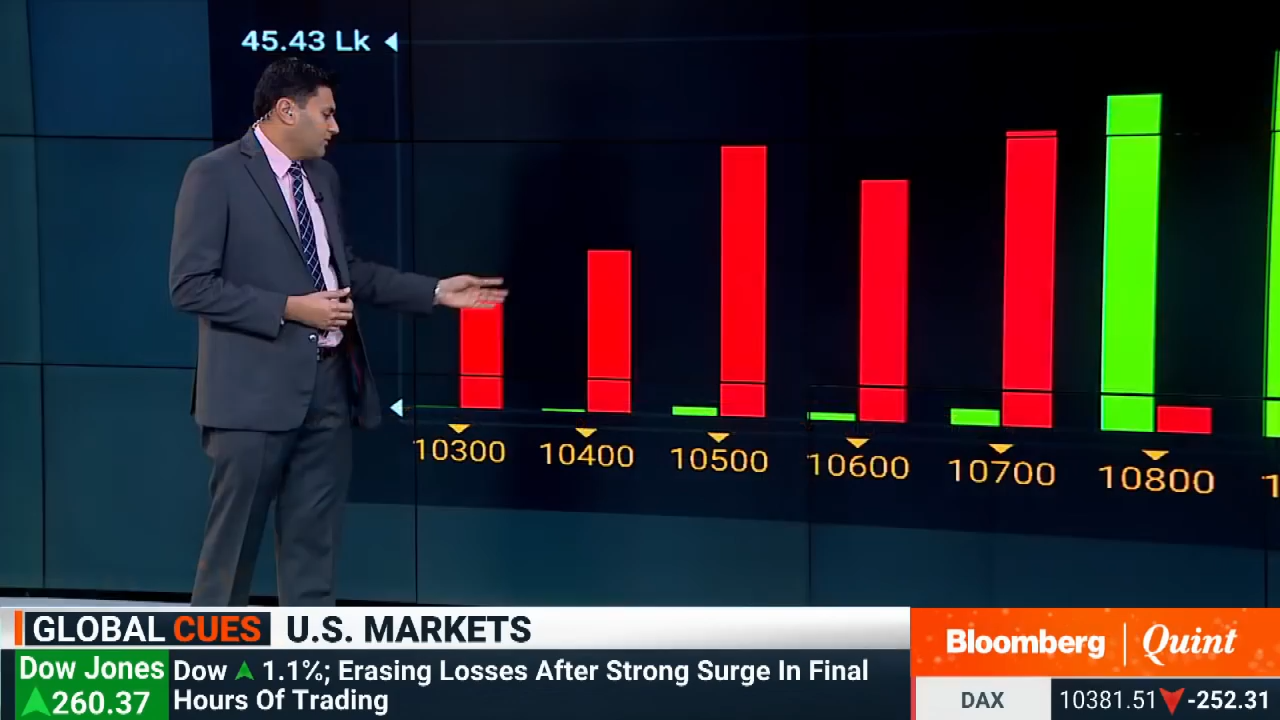 45.43 Lk
10300
10400
10500
10600
10700
10800
GLOBAL CUES U.S. MARKETS
Dow Jones
260.37
Dow 1.1%; Erasing Losses After Strong Surge In Final
Hours Of Trading
Bloomberg | Quint
DAX 10381.51 -252.31